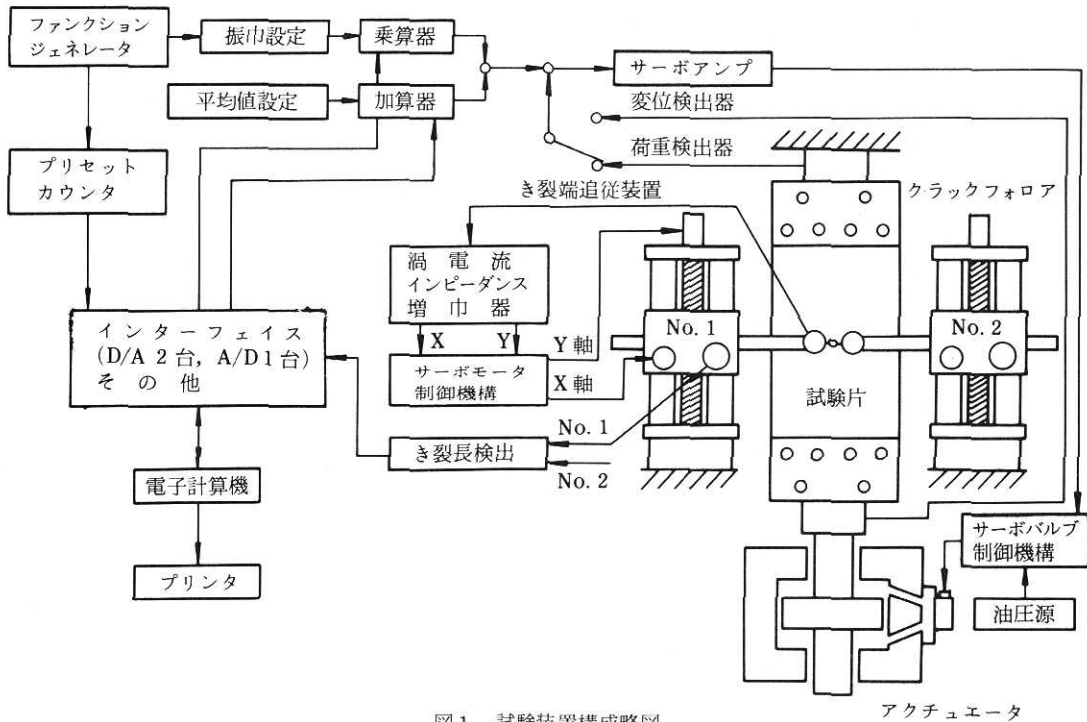 ファンクション
ジェネレータ
振巾設定
乗算器
平均値設定
加算器
サーボアンプ
変位検出器
荷重検出器
き裂端追従装置
クラックフォロア
プリセット
カウンタ
渦電流
インピーダンス
増巾器
X Y
Y軸
X軸
サーボモータ
制御機構
No. 1
No. 2
試験片
インターフェイス
(D/A 2台, A/D 1台)
その他
No. 1
き裂長検出
No. 2
電子計算機
プリンタ
サーボバルブ
制御機構
油圧源
アクチュエータ
図1 試験装置構成略図